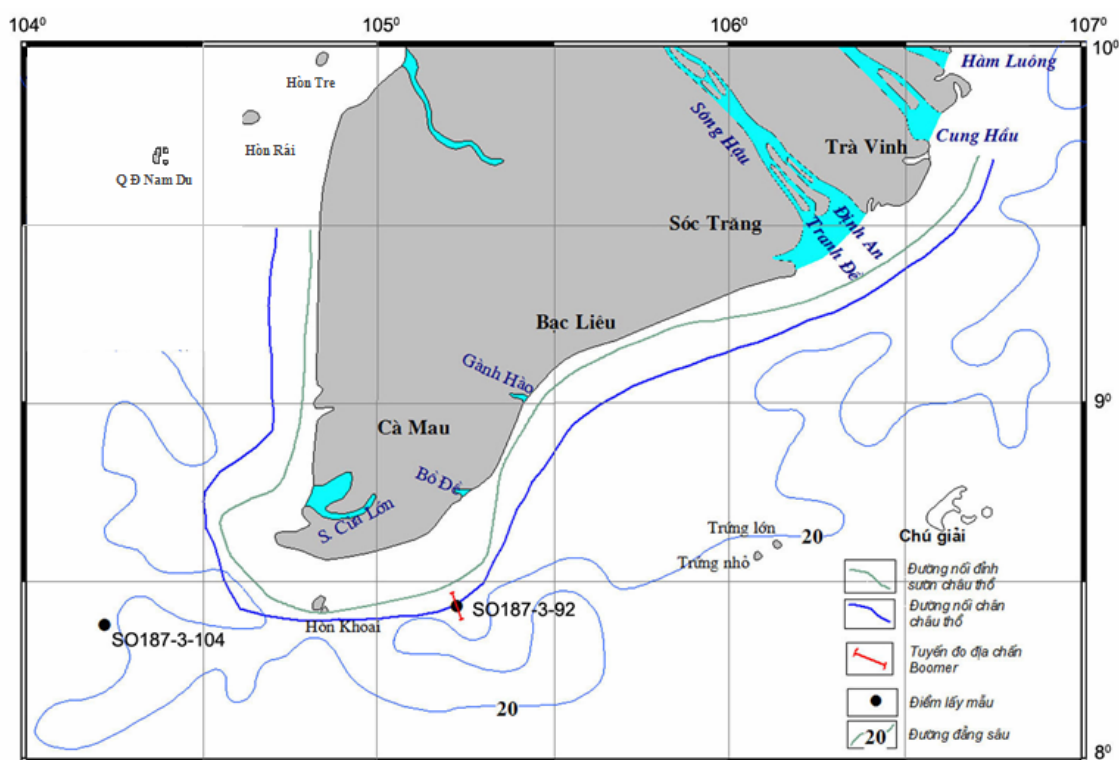 104⁰
105⁰
106⁰
107⁰
10⁰
Hòn Tre
Hàm Luông
Sông Hậu
Cung Hầu
Hòn Rái
Trà Vinh
Q Đ Nam Du
Định An
Sóc Trăng
Tranh Đề
Bạc Liêu
Gành Hào
9⁰
Cà Mau
Bồ Đề
S. Cửa Lớn
Trứng lớn
20
Trứng nhỏ
Hòn Khoai
SO187-3-92
SO187-3-104
20
8⁰
Chú giải
Đường nối đỉnh
sườn châu thổ
Đường nối chân
châu thổ
Tuyến đo địa chấn
Boomer
Điểm lấy mẫu
20
Đường đẳng sâu